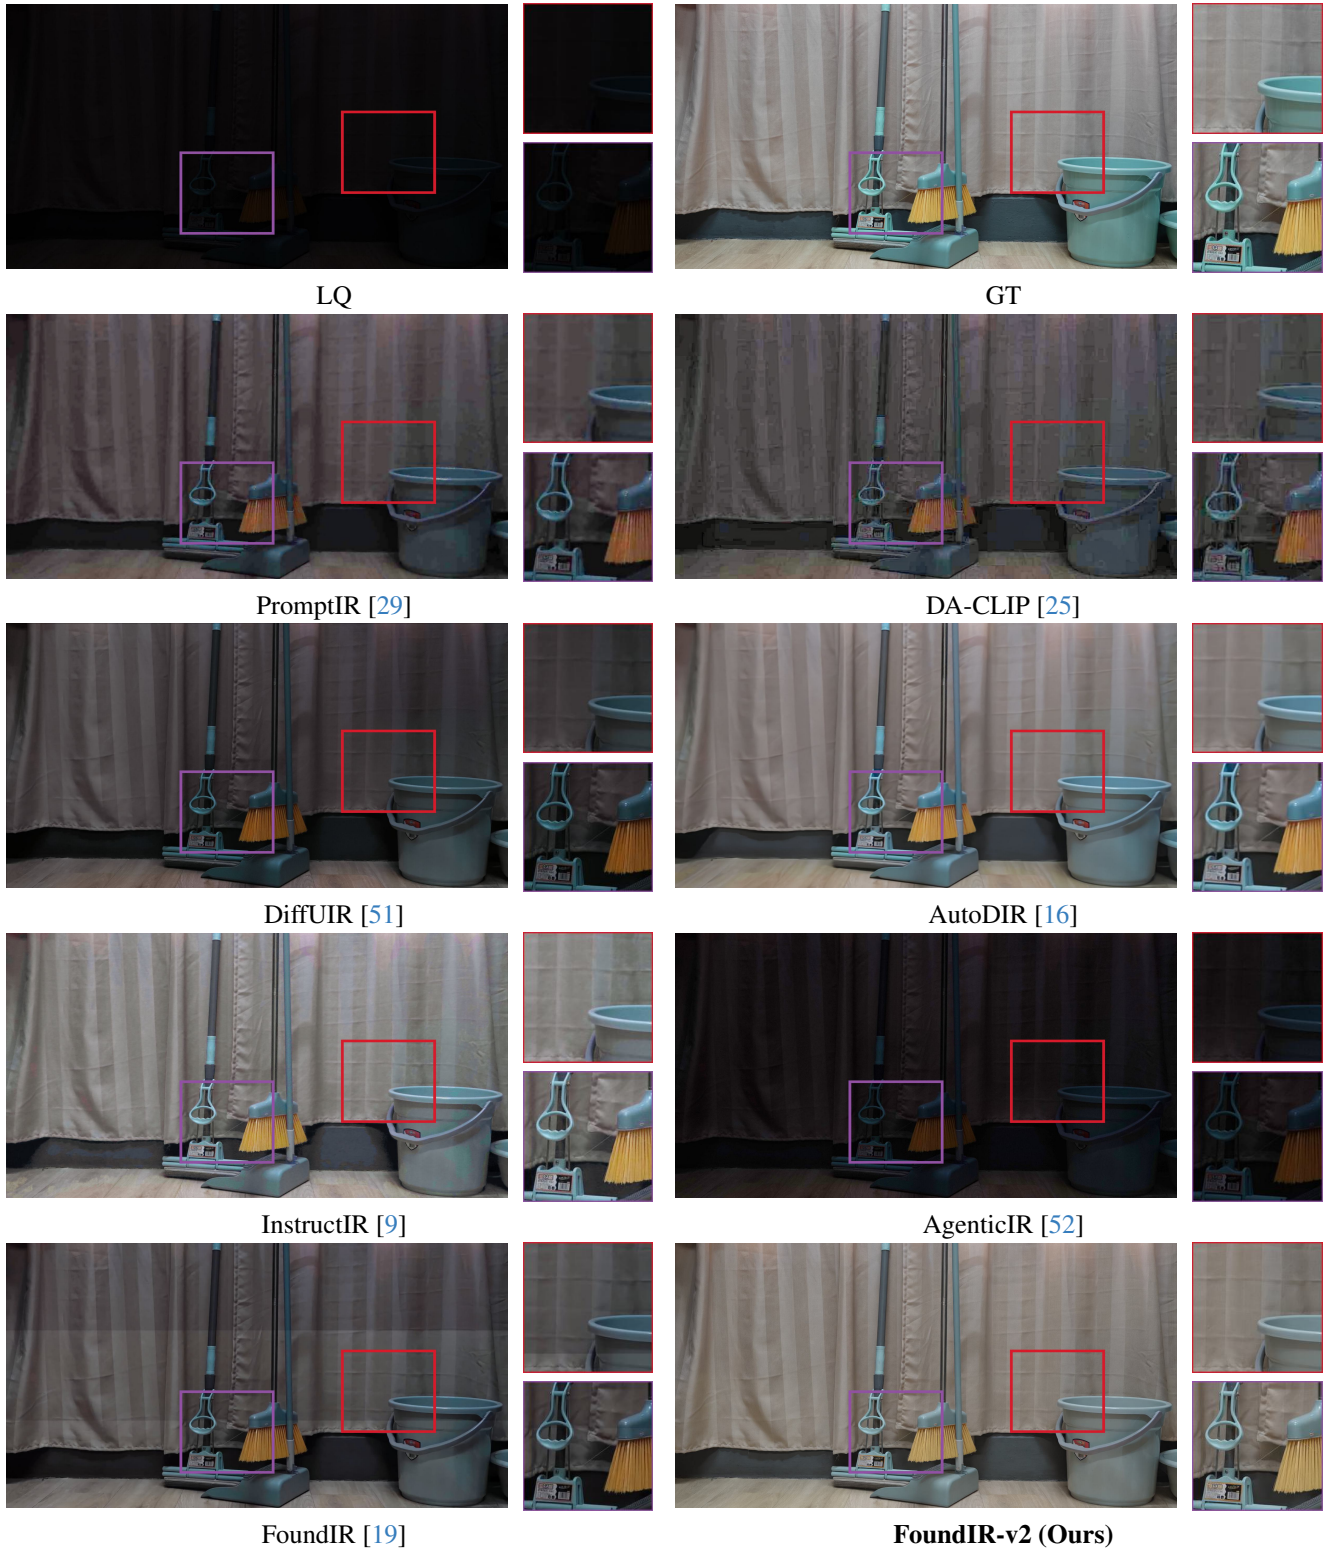 LQ
GT
PromptIR [29]
DA-CLIP [25]
DiffUIR [51]
AutoDIR [16]
InstructIR [9]
AgenticIR [52]
FoundIR [19]
FoundIR-v2 (Ours)